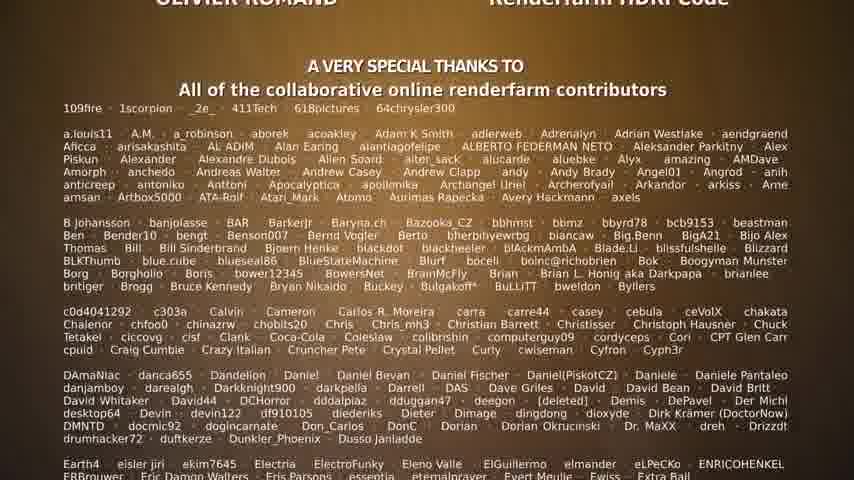 OLIVIER ROMAND Renderfarm HDRI Code
A VERY SPECIAL THANKS TO
All of the collaborative online renderfarm contributors
109fire · 1scorpion · _2e_ · 411Tech · 618pictures · 64chrysler300
a.louis11 · A.M. · a_robinson · aborek · acoakley · Adam K Smith · adlerweb · Adrenalyn · Adrian Westlake · aendgraend
Aficca · airisakashita · AL ADiM · Alan Earing · alantiagofelipe · ALBERTO FEDERMAN NETO · Aleksander Parkitny · Alex
Piskun · Alexander · Alexandre Dubois · Allen Soard · alter_sack · alucarde · aluebke · Alyx · amazing · AMDave
Amorph · anchedo · Andreas Walter · Andrew Casey · Andrew Clapp · andy · Andy Brady · Angel01 · Angrod · anih
anticreep · antoniko · Anttoni · Apocalyptica · apollmika · Archangel Uriel · Archerofail · Arkandor · arkiss · Arne
arnsan · Artbox5000 · ATA-Rolf · Atari_Mark · Atomo · Aurimas Rapecka · Avery Hackmann · axels
B.Johansson · banjolasse · BAR · BarkerJr · Baryna.ch · Bazooka_CZ · bbhmst · bbmz · bbyrd78 · bcb9153 · beastman
Ben · Bender10 · bengt · Benson007 · Bernd Vogler · Berto · bherbihyewrbg · biancaw · Big.Benn · BigA21 · Bijo Alex
Thomas · Bill · Bill Sinderbrand · Bjoern Henke · blackdot · blackheeler · blAckmAmbA · Blade.Li · blissfulshelle · Blizzard
BLKThumb · blue.cube · blueseal86 · BlueStateMachine · Blurf · boceli · boinc@richobrien · Bok · Boogyman Munster
Borg · Borgholio · Boris · bower12345 · BowersNet · BrainMcFly · Brian · Brian L. Honig aka Darkpapa · brianlee
britiger · Brogg · Bruce Kennedy · Bryan Nikaido · Buckey · Bulgakoff* · BuLLiTT · bweldon · Byllers
c0d4041292 · c303a · Calvin · Cameron · Carlos R. Moreira · carra · carre44 · casey · cebula · ceVoIX · chakata
Chalenor · chfoo0 · chinazrw · chobits20 · Chris · Chris_mh3 · Christian Barrett · Christisser · Christoph Hausner · Chuck
Tetakel · ciccovg · cisf · Clank · Coca-Cola · Coleslaw · colibrishin · computerguy09 · cordyceps · Cori · CPT Glen Carr
cpuid · Craig Cumbie · Crazy Italian · Cruncher Pete · Crystal Pellet · Curly · cwiseman · Cyfron · Cyph3r
DAmaNiac · danca655 · Dandelion · Daniel · Daniel Bevan · Daniel Fischer · Daniel(PiskotCZ) · Daniele · Daniele Pantaleo
danjamboy · darealgh · Darkknight900 · darkpella · Darrell · DAS · Dave Griles · David · David Bean · David Britt
David Whitaker · David44 · DCHorror · dddalpiaz · dduggan47 · deegon · [deleted] · Demis · DePavel · Der Michl
desktop64 · Devin · devin122 · df910105 · diederiks · Dieter · Dimage · dingdong · dioxyde · Dirk Krämer (DoctorNow)
DMNTD · docmic92 · dogincarnate · Don_Carlos · DonC · Dorian · Dorian Okrucinski · Dr. MaXX · dreh · Drizzdt
drumhacker72 · duftkerze · Dunkler_Phoenix · Dusso Janladde
Earth4 · eisler jiri · ekim7645 · Electria · ElectroFunky · Eleno Valle · ElGuillermo · elmander · eLPeCKo · ENRICOHENKEL
ERBrouwer · Eric Damon Walters · Eris Parsons · essentia · eternalprayer · Evert Meulie · Ewiss · Extra Ball